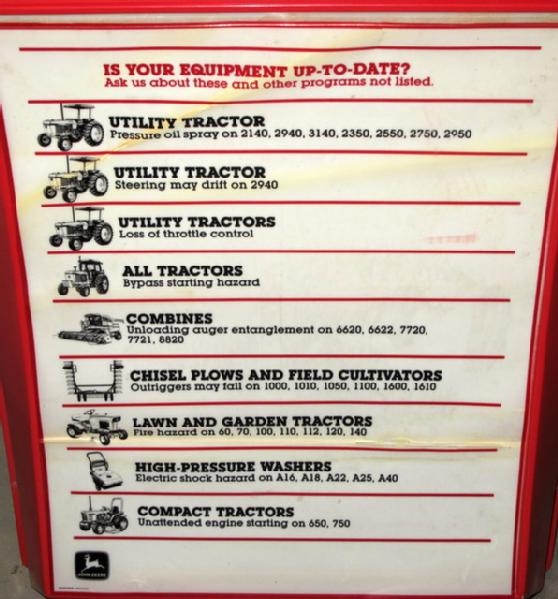 IS YOUR EQUIPMENT UP-TO-DATE?
Ask us about these and other programs not listed.
UTILITY TRACTOR
Pressure oil spray on 2140, 2940, 3140, 2350, 2550, 2750, 2950
UTILITY TRACTOR
Steering may drift on 2940
UTILITY TRACTORS
Loss of throttle control
ALL TRACTORS
Bypass starting hazard
COMBINES
Unloading auger entanglement on 6620, 6622, 7720,
7721, 8820
CHISEL PLOWS AND FIELD CULTIVATORS
Outriggers may fail on 1000, 1010, 1050, 1100, 1600, 1610
LAWN AND GARDEN TRACTORS
Fire hazard on 60, 70, 100, 110, 112, 120, 140
HIGH-PRESSURE WASHERS
Electric shock hazard on A16, A18, A22, A25, A40
COMPACT TRACTORS
Unattended engine starting on 650, 750
JOHN DEERE